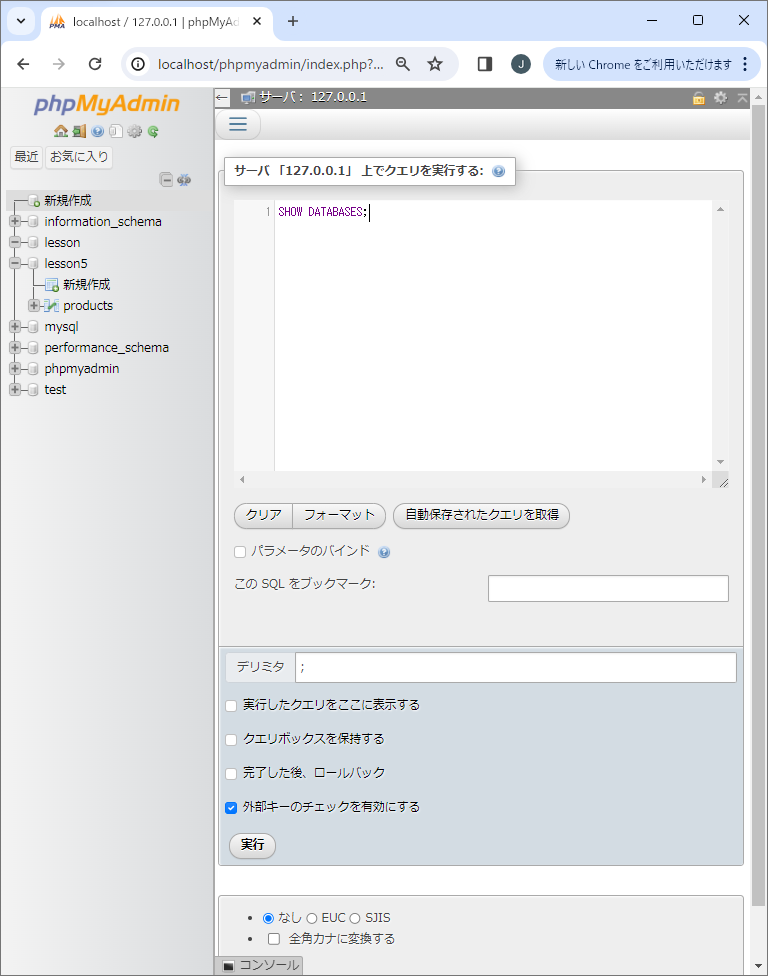 localhost / 127.0.0.1 | phpMyAd
localhost/phpmyadmin/index.php?...
J
新しい Chrome をご利用いただけます
phpMyAdmin
最近
お気に入り
新規作成
information_schema
lesson
lesson5
新規作成
products
mysql
performance_schema
phpmyadmin
test
サーバ: 127.0.0.1
サーバ 「127.0.0.1」 上でクエリを実行する:
1 SHOW DATABASES;
クリア
フォーマット
自動保存されたクエリを取得
パラメータのバインド
この SQL をブックマーク:
デリミタ ;
実行したクエリをここに表示する
クエリボックスを保持する
完了した後、ロールバック
外部キーのチェックを有効にする
実行
なし EUC SJIS
全角カナに変換する
コンソール